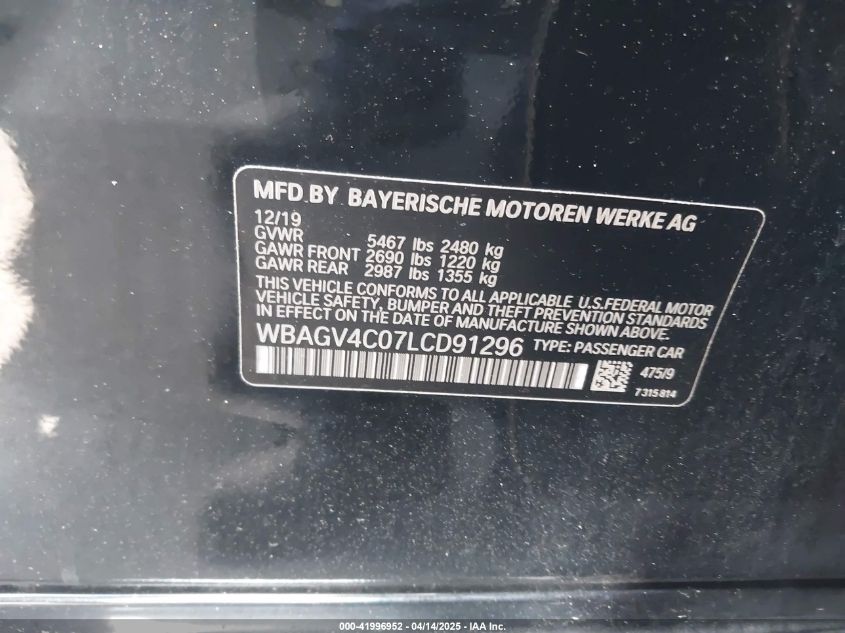 MFD BY BAYERISCHE MOTOREN WERKE AG
12/19
GVWR 5467 lbs 2480 kg
GAWR FRONT 2690 lbs 1220 kg
GAWR REAR 2987 lbs 1355 kg
THIS VEHICLE CONFORMS TO ALL APPLICABLE U.S.FEDERAL MOTOR
VEHICLE SAFETY, BUMPER AND THEFT PREVENTION STANDARDS
IN EFFECT ON THE DATE OF MANUFACTURE SHOWN ABOVE.
WBAGV4C07LCD91296 TYPE: PASSENGER CAR
475/9
7315814
000-41996952 - 04/14/2025 - IAA Inc.